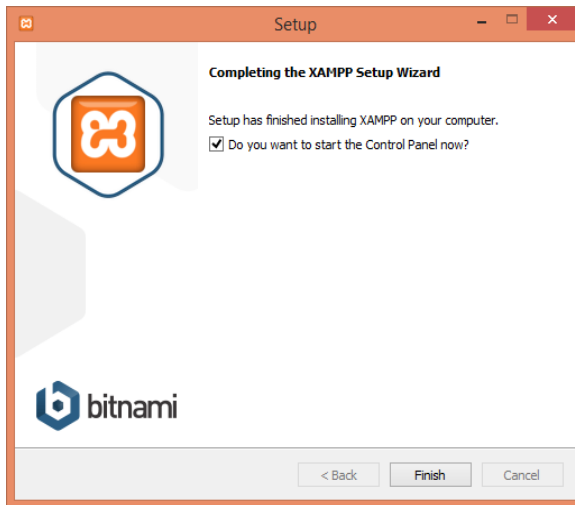 Setup
Completing the XAMPP Setup Wizard
Setup has finished installing XAMPP on your computer.
Do you want to start the Control Panel now?
bitnami
< Back
Finish
Cancel